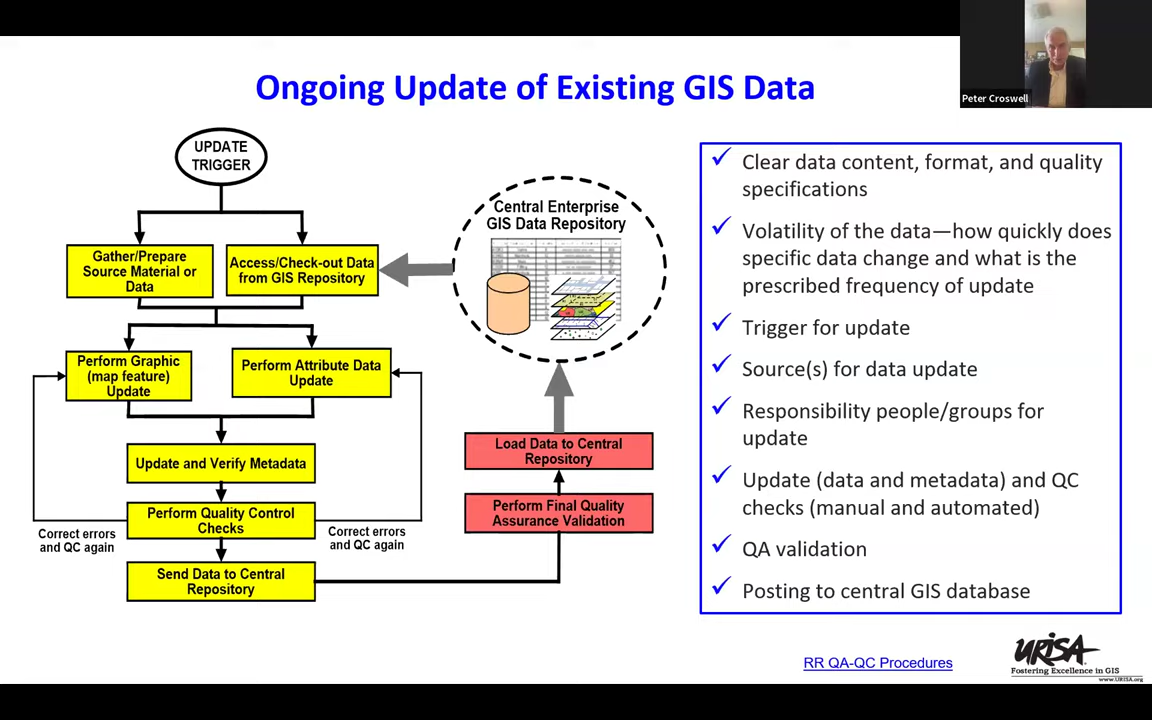 Peter Croswell
Ongoing Update of Existing GIS Data
UPDATE
TRIGGER
Gather/Prepare
Source Material or
Data
Access/Check-out Data
from GIS Repository
Central Enterprise
GIS Data Repository
Perform Graphic
(map feature)
Update
Perform Attribute Data
Update
Update and Verify Metadata
Perform Quality Control
Checks
Correct errors
and QC again
Correct errors
and QC again
Send Data to Central
Repository
Load Data to Central
Repository
Perform Final Quality
Assurance Validation
✓ Clear data content, format, and quality
specifications
✓ Volatility of the data—how quickly does
specific data change and what is the
prescribed frequency of update
✓ Trigger for update
✓ Source(s) for data update
✓ Responsibility people/groups for
update
✓ Update (data and metadata) and QC
checks (manual and automated)
✓ QA validation
✓ Posting to central GIS database
RR QA-QC Procedures
URISA
Fostering Excellence in GIS
www.URISA.org